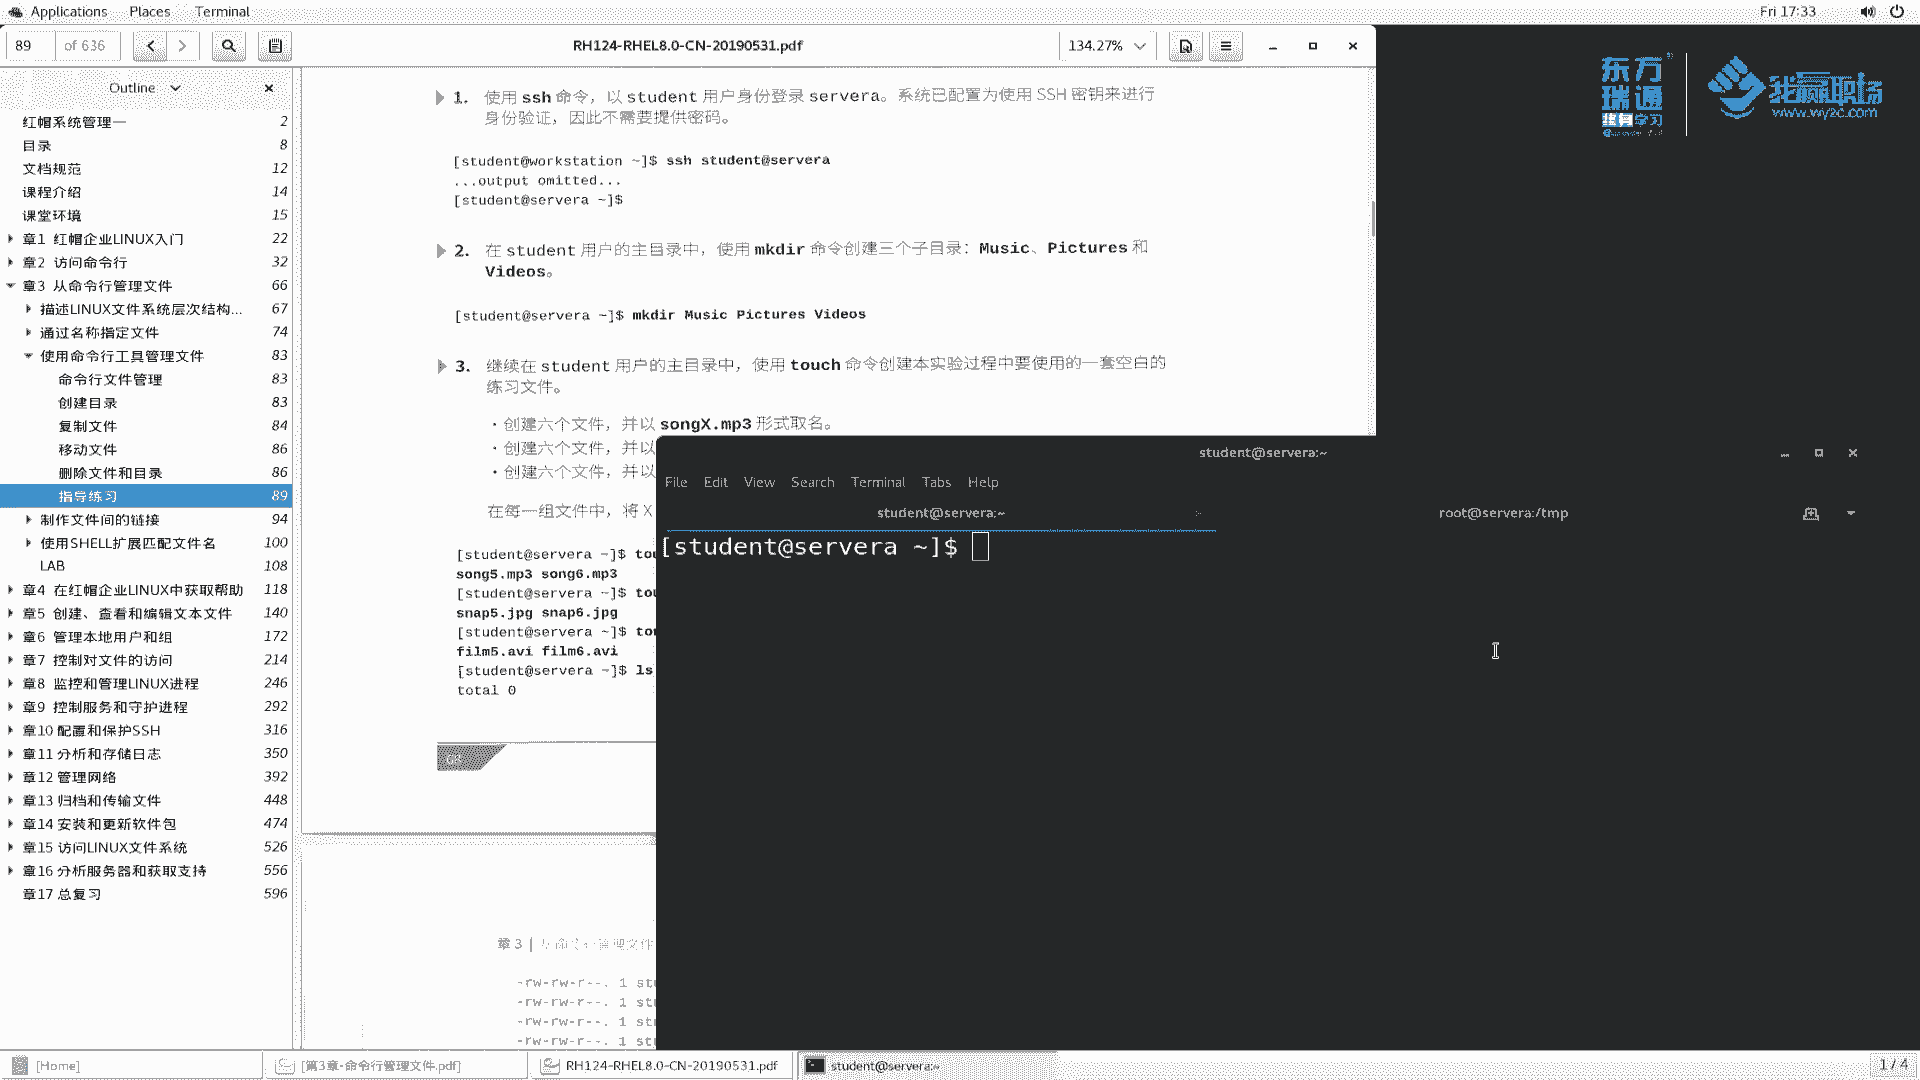 Applications Places Terminal
Fri 17:33
89 of 636
RH124-RHEL8.0-CN-20190531.pdf
134.27%
Outline
红帽系统管理一 2
目录 8
文档规范 12
课程介绍 14
课堂环境 15
章1 红帽企业LINUX入门 22
章2 访问命令行 32
章3 从命令行管理文件 66
描述LINUX文件系统层次结构... 67
通过名称指定文件 74
使用命令行工具管理文件 83
命令行文件管理 83
创建目录 83
复制文件 84
移动文件 86
删除文件和目录 86
指导练习 89
制作文件间的链接 94
使用SHELL扩展匹配文件名 100
LAB 108
章4 在红帽企业LINUX中获取帮助 118
章5 创建、查看和编辑文本文件 140
章6 管理本地用户和组 172
章7 控制对文件的访问 214
章8 监控和管理LINUX进程 246
章9 控制服务和守护进程 292
章10 配置和保护SSH 316
章11 分析和存储日志 350
章12 管理网络 392
章13 归档和传输文件 448
章14 安装和更新软件包 474
章15 访问LINUX文件系统 526
章16 分析服务器和获取支持 556
章17 总复习 596
1. 使用 ssh 命令，以 student 用户身份登录 servera。系统已配置为使用 SSH 密钥来进行
身份验证，因此不需要提供密码。
[student@workstation ~]$ ssh student@servera
...output omitted...
[student@servera ~]$
2. 在 student 用户的主目录中，使用 mkdir 命令创建三个子目录：Music、Pictures 和
Videos。
[student@servera ~]$ mkdir Music Pictures Videos
3. 继续在 student 用户的主目录中，使用 touch 命令创建本实验过程中要使用的一套空白的
练习文件。
• 创建六个文件，并以 songX.mp3 形式取名。
• 创建六个文件，并以
• 创建六个文件，并以
在每一组文件中，将 X
[student@servera ~]$ tou
song5.mp3 song6.mp3
[student@servera ~]$ tou
snap5.jpg snap6.jpg
[student@servera ~]$ tou
film5.avi film6.avi
[student@servera ~]$ ls
total 0
章 3 | 从命令行管理文件
-rw-rw-r--. 1 stu
-rw-rw-r--. 1 stu
-rw-rw-r--. 1 stu
-rw-rw-r--. 1 stu
student@servera:~
File Edit View Search Terminal Tabs Help
student@servera:~ root@servera:/tmp
[student@servera ~]$
东方
瑞通
终身学习
我赢职场
www.wy2c.com
[Home] [第3章-命令行管理文件.pdf] RH124-RHEL8.0-CN-20190531.pdf student@servera:~ 1 / 4